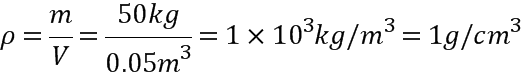 ρ = m/V = 50kg/0.05m³ = 1 × 10³kg/m³ = 1g/cm³